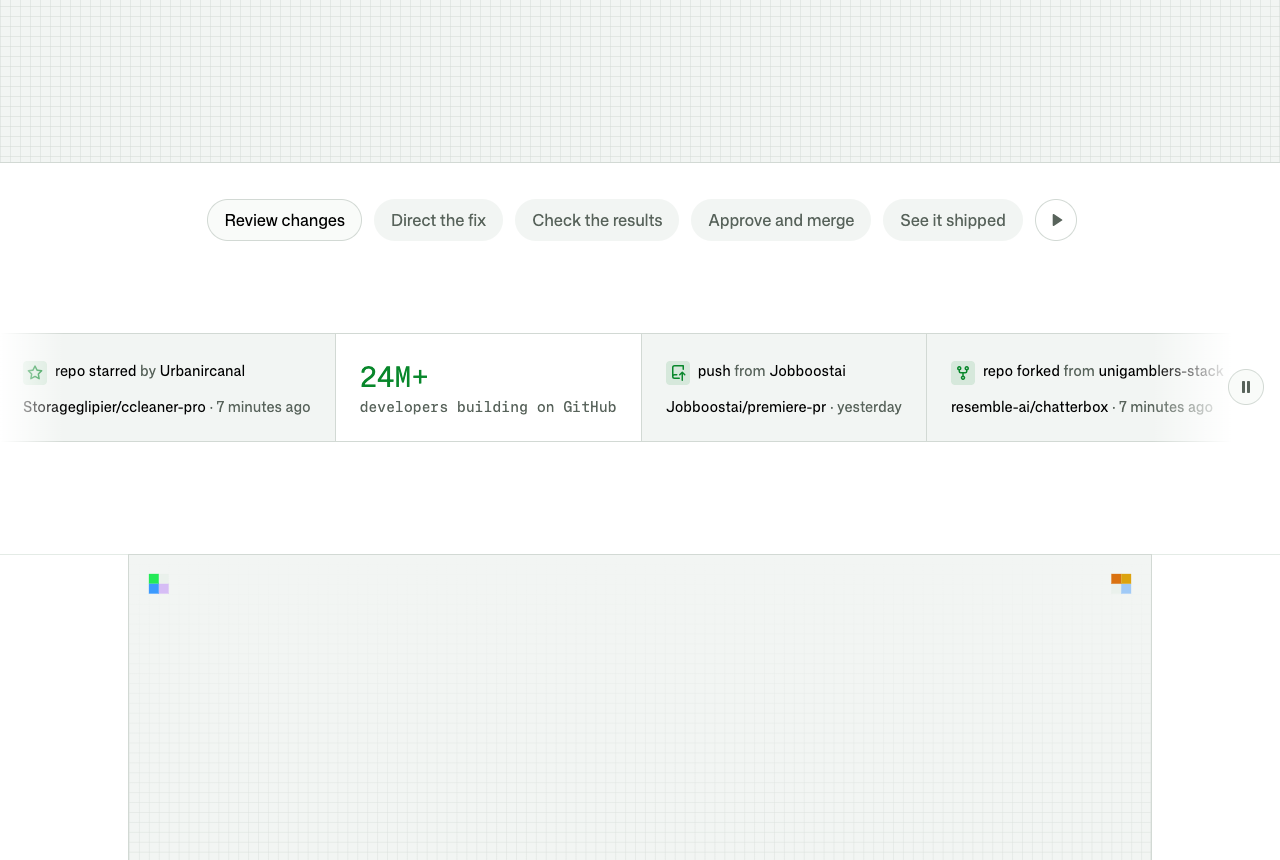 Review changes
Direct the fix
Check the results
Approve and merge
See it shipped
repo starred by Urbanircanal
Storageglipier/ccleaner-pro · 7 minutes ago
24M+
developers building on GitHub
push from Jobboostai
Jobboostai/premiere-pr · yesterday
repo forked from unigamblers-stack
resemble-ai/chatterbox · 7 minutes ago